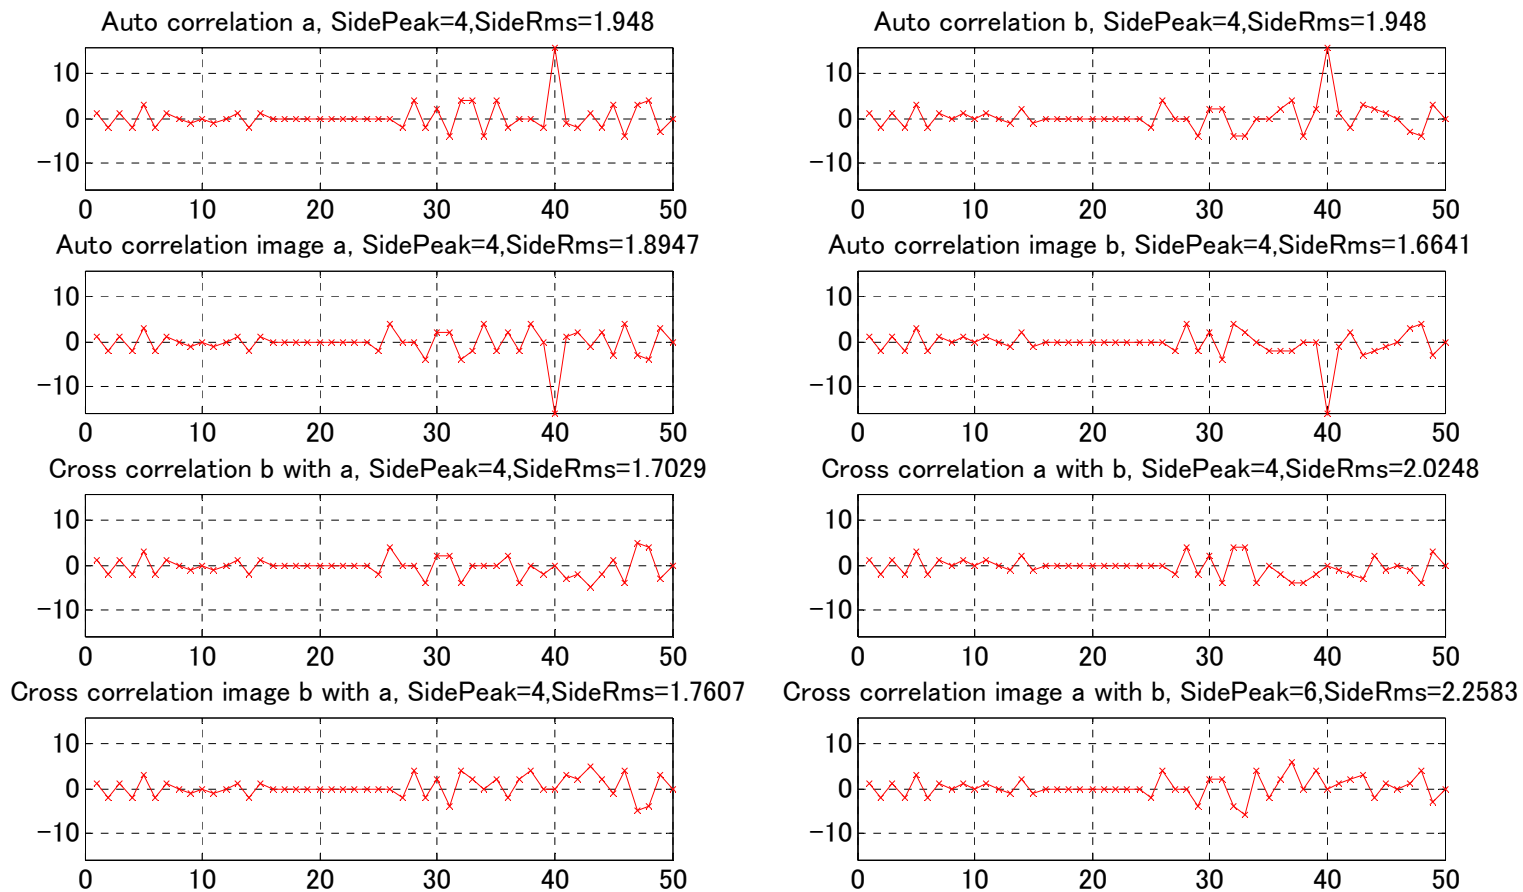 Auto correlation a, SidePeak=4,SideRms=1.948
10
0
−10
0 10 20 30 40 50
Auto correlation b, SidePeak=4,SideRms=1.948
10
0
−10
0 10 20 30 40 50
Auto correlation image a, SidePeak=4,SideRms=1.8947
10
0
−10
0 10 20 30 40 50
Auto correlation image b, SidePeak=4,SideRms=1.6641
10
0
−10
0 10 20 30 40 50
Cross correlation b with a, SidePeak=4,SideRms=1.7029
10
0
−10
0 10 20 30 40 50
Cross correlation a with b, SidePeak=4,SideRms=2.0248
10
0
−10
0 10 20 30 40 50
Cross correlation image b with a, SidePeak=4,SideRms=1.7607
10
0
−10
0 10 20 30 40 50
Cross correlation image a with b, SidePeak=6,SideRms=2.2583
10
0
−10
0 10 20 30 40 50